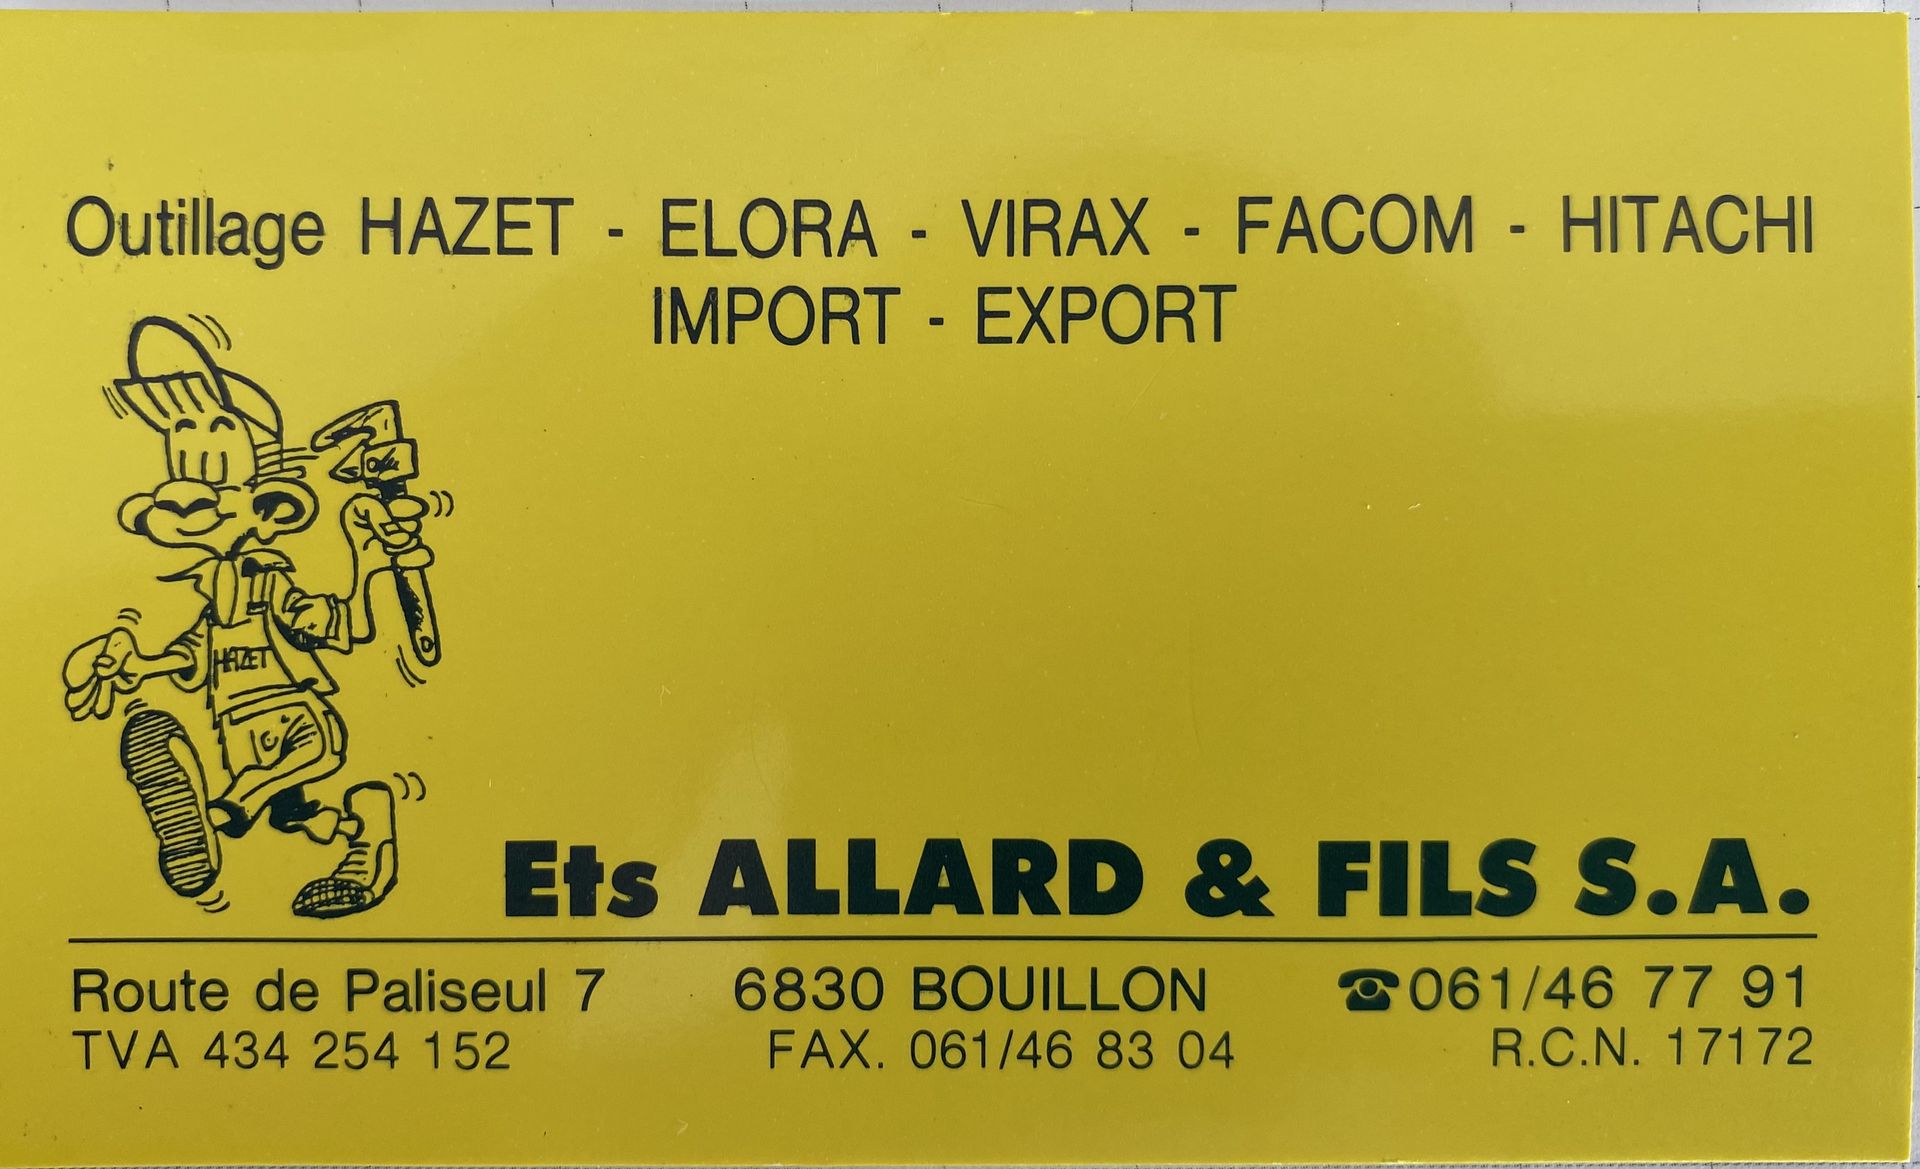 Outillage HAZET - ELORA - VIRAX - FACOM - HITACHI
IMPORT - EXPORT
HAZET
Ets ALLARD & FILS S.A.
Route de Paliseul 7 6830 BOUILLON ☎061/46 77 91
TVA 434 254 152 FAX. 061/46 83 04 R.C.N. 17172